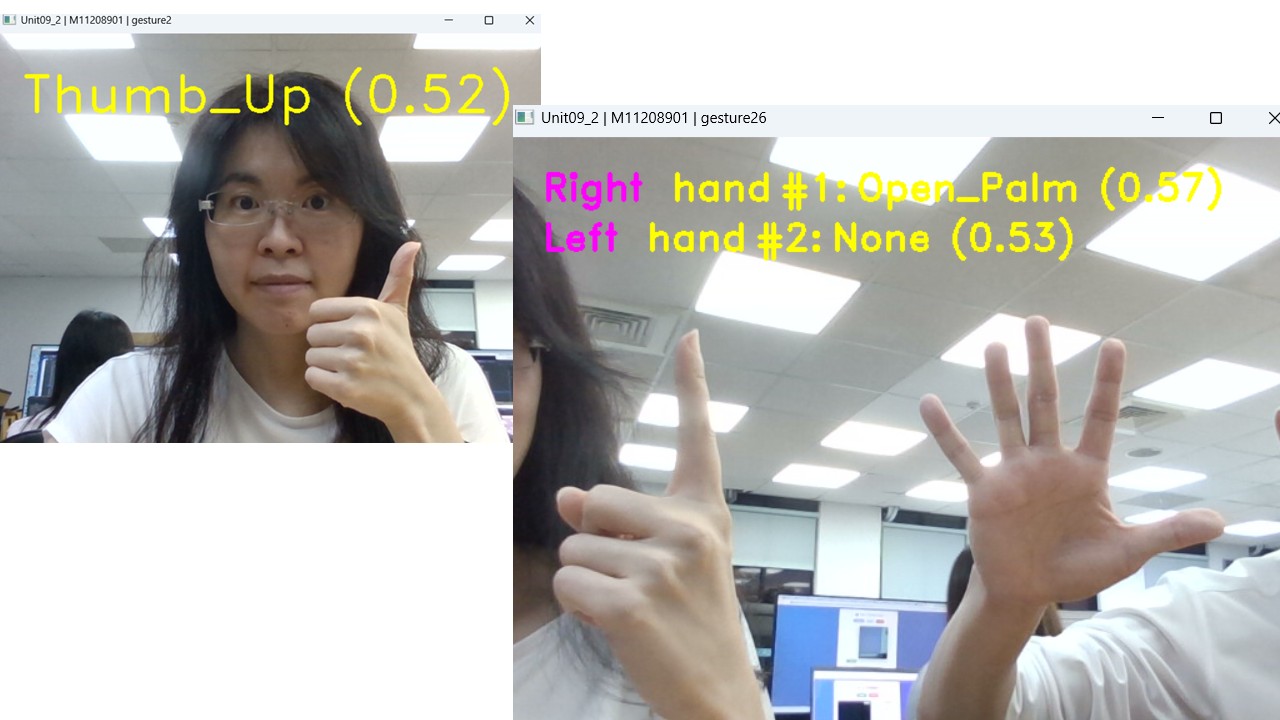 Unit09_2 | M11208901 | gesture2
Thumb_Up (0.52)
Unit09_2 | M11208901 | gesture26
Right hand #1: Open_Palm (0.57)
Left hand #2: None (0.53)